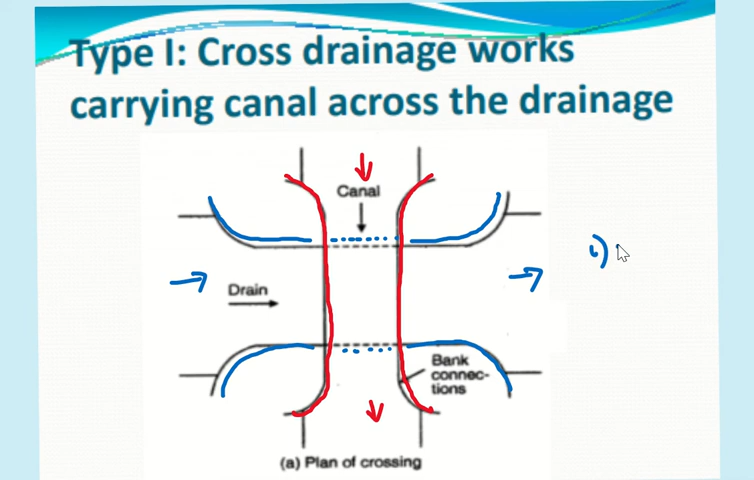 Type I: Cross drainage works
carrying canal across the drainage
Canal
Drain
Bank
connec-
tions
(a) Plan of crossing